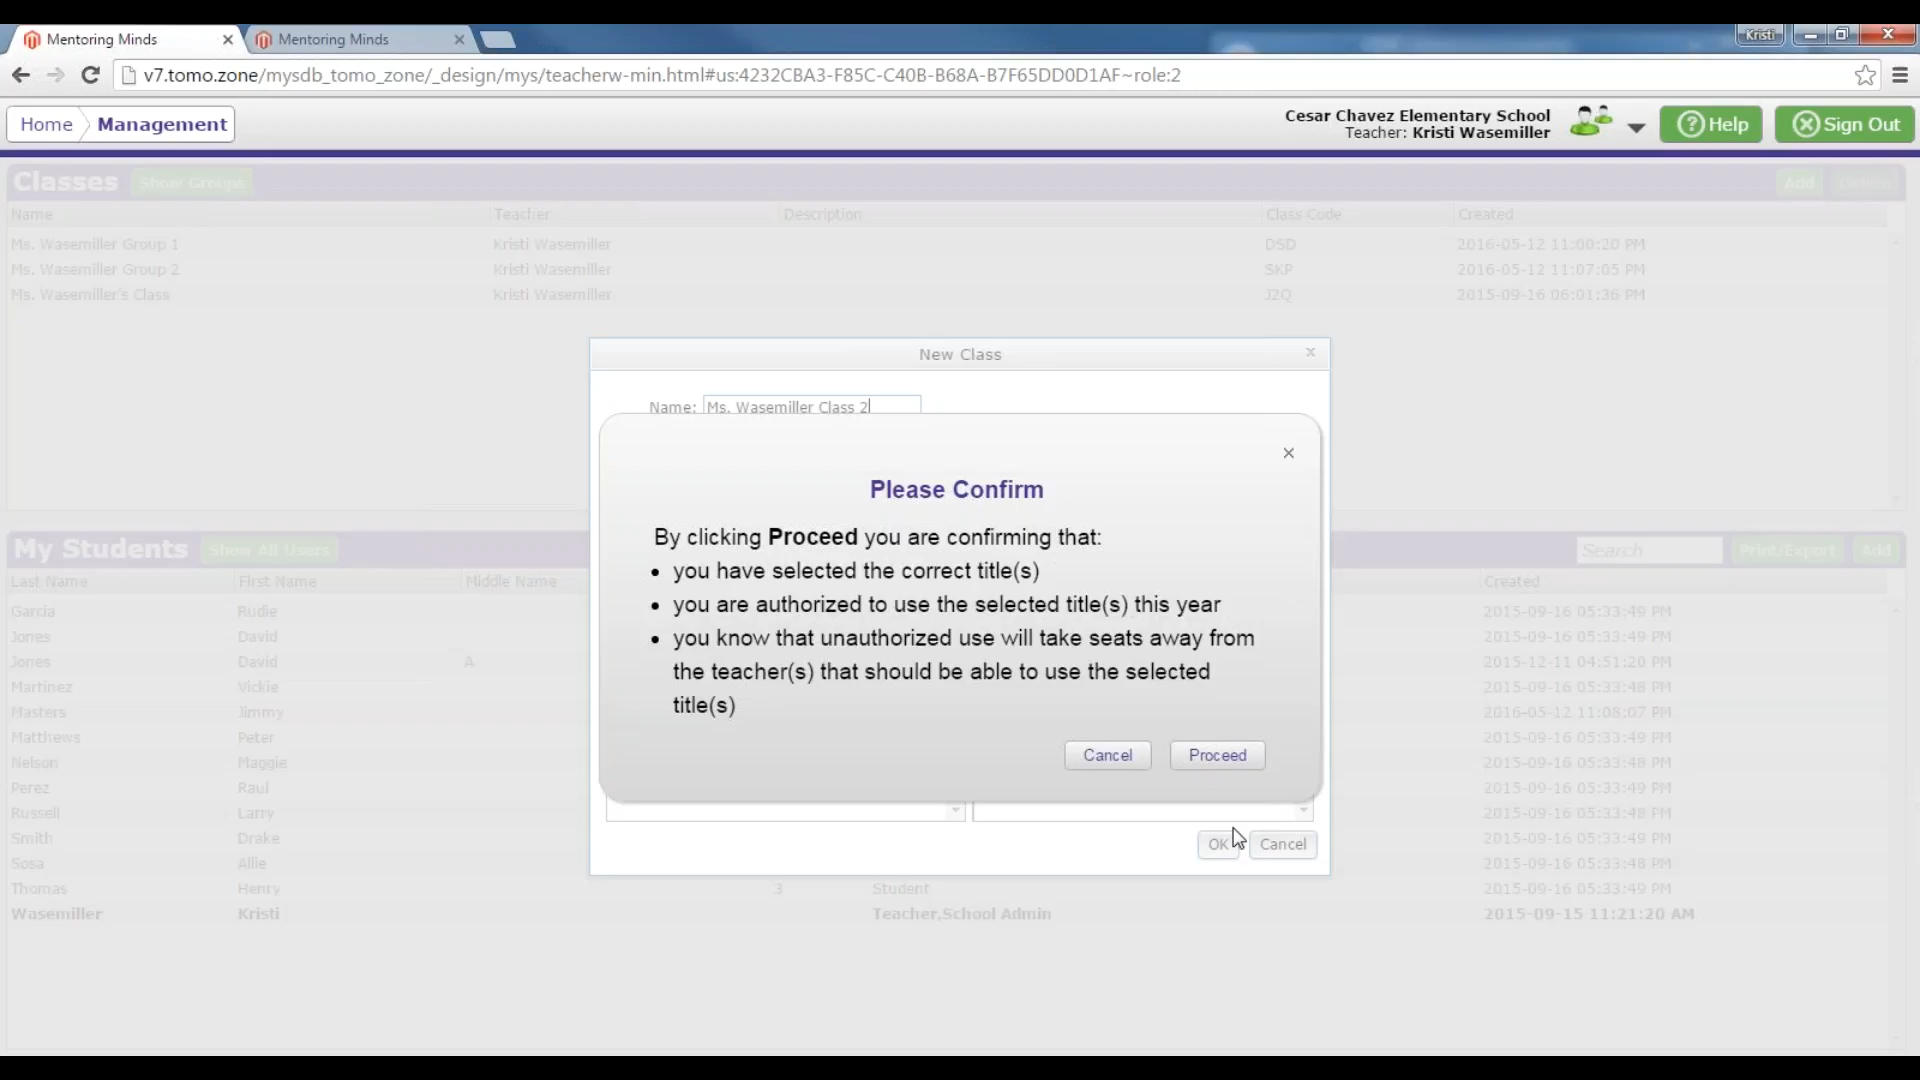 Mentoring Minds
Mentoring Minds
Kristi
v7.tomo.zone/mysdb_tomo_zone/_design/mys/teacherw-min.html#us:4232CBA3-F85C-C40B-B68A-B7F65DD0D1AF~role:2
Home Management
Cesar Chavez Elementary School
Teacher: Kristi Wasemiller
Help
Sign Out
Classes Show Groups Add Delete
Name Teacher Description Class Code Created
Ms. Wasemiller Group 1 Kristi Wasemiller DSD 2016-05-12 11:00:20 PM
Ms. Wasemiller Group 2 Kristi Wasemiller SKP 2016-05-12 11:07:05 PM
Ms. Wasemiller's Class Kristi Wasemiller J2Q 2015-09-16 06:01:36 PM
New Class
Name: Ms. Wasemiller Class 2
Please Confirm
By clicking Proceed you are confirming that:
• you have selected the correct title(s)
• you are authorized to use the selected title(s) this year
• you know that unauthorized use will take seats away from
the teacher(s) that should be able to use the selected
title(s)
Cancel Proceed
OK Cancel
My Students Show All Users Search Print/Export Add
Last Name First Name Middle Name Created
Garcia Rudie 2015-09-16 05:33:49 PM
Jones David 2015-09-16 05:33:49 PM
Jones David A 2015-12-11 04:51:20 PM
Martinez Vickie 2015-09-16 05:33:48 PM
Masters Jimmy 2016-05-12 11:08:07 PM
Matthews Peter 2015-09-16 05:33:49 PM
Nelson Maggie 2015-09-16 05:33:48 PM
Perez Raul 2015-09-16 05:33:49 PM
Russell Larry 2015-09-16 05:33:48 PM
Smith Drake 2015-09-16 05:33:49 PM
Sosa Allie 2015-09-16 05:33:48 PM
Thomas Henry 3 Student 2015-09-16 05:33:49 PM
Wasemiller Kristi Teacher,School Admin 2015-09-15 11:21:20 AM